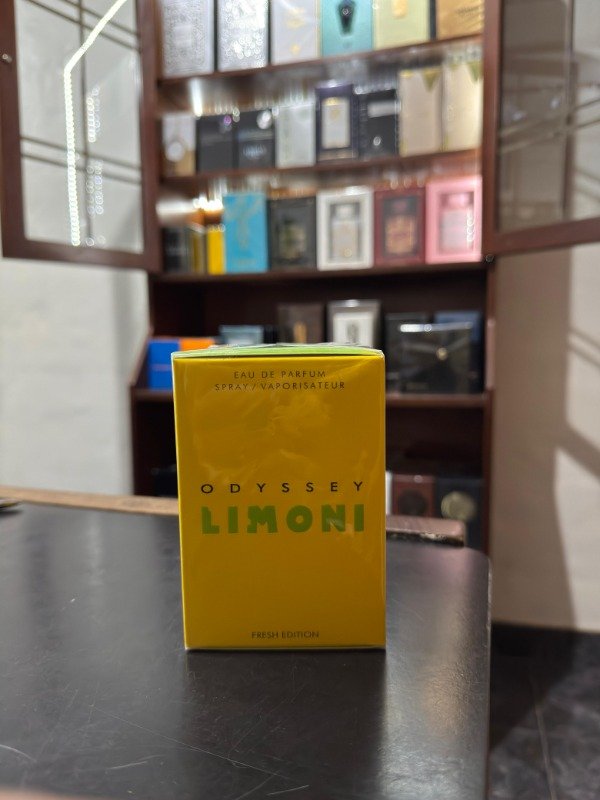 EAU DE PARFUM
SPRAY / VAPORISATEUR
ODYSSEY
LIMONI
FRESH EDITION